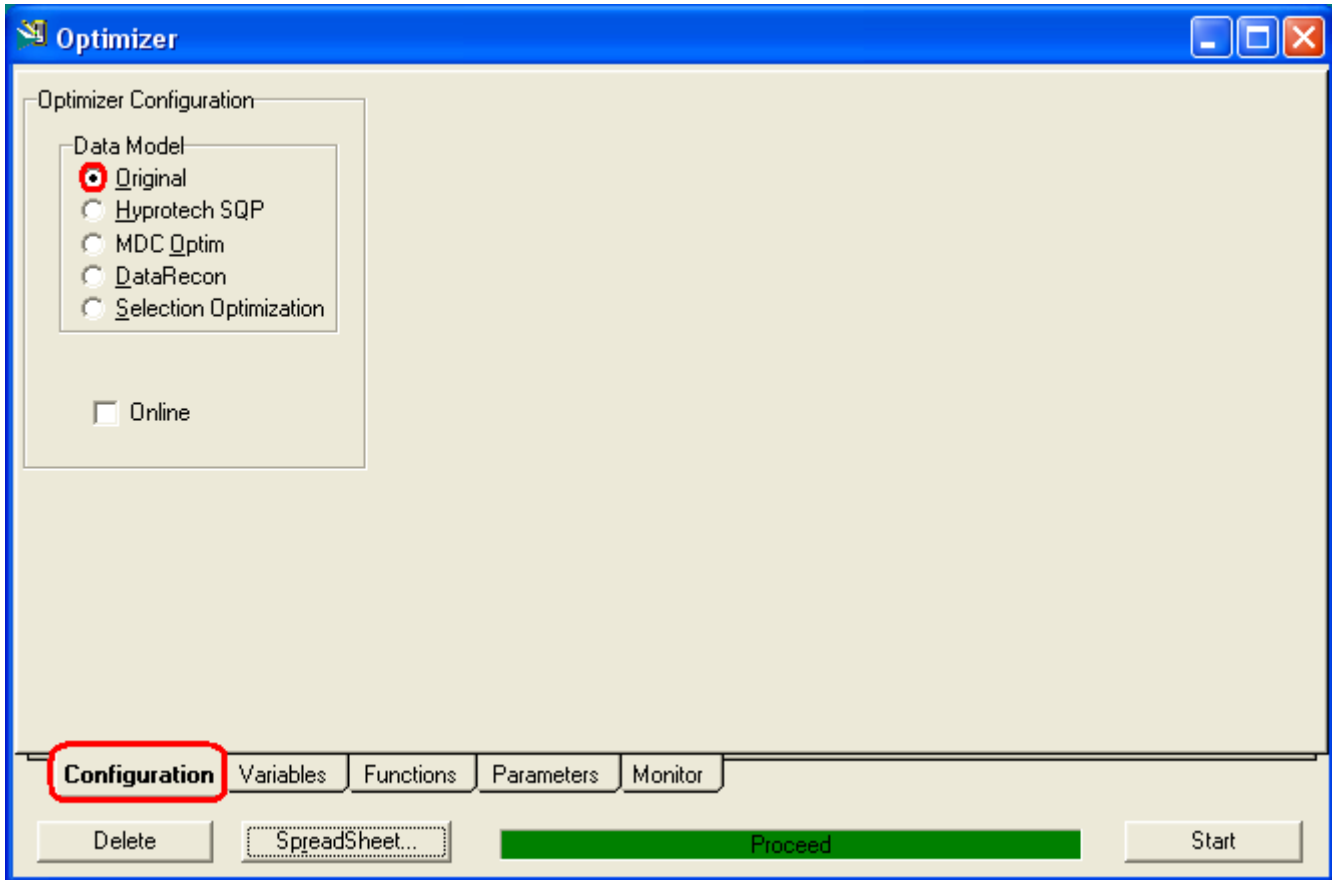 Optimizer
Optimizer Configuration
Data Model
Original
Hyprotech SQP
MDC Optim
DataRecon
Selection Optimization
Online
Configuration Variables Functions Parameters Monitor
Delete SpreadSheet... Proceed Start